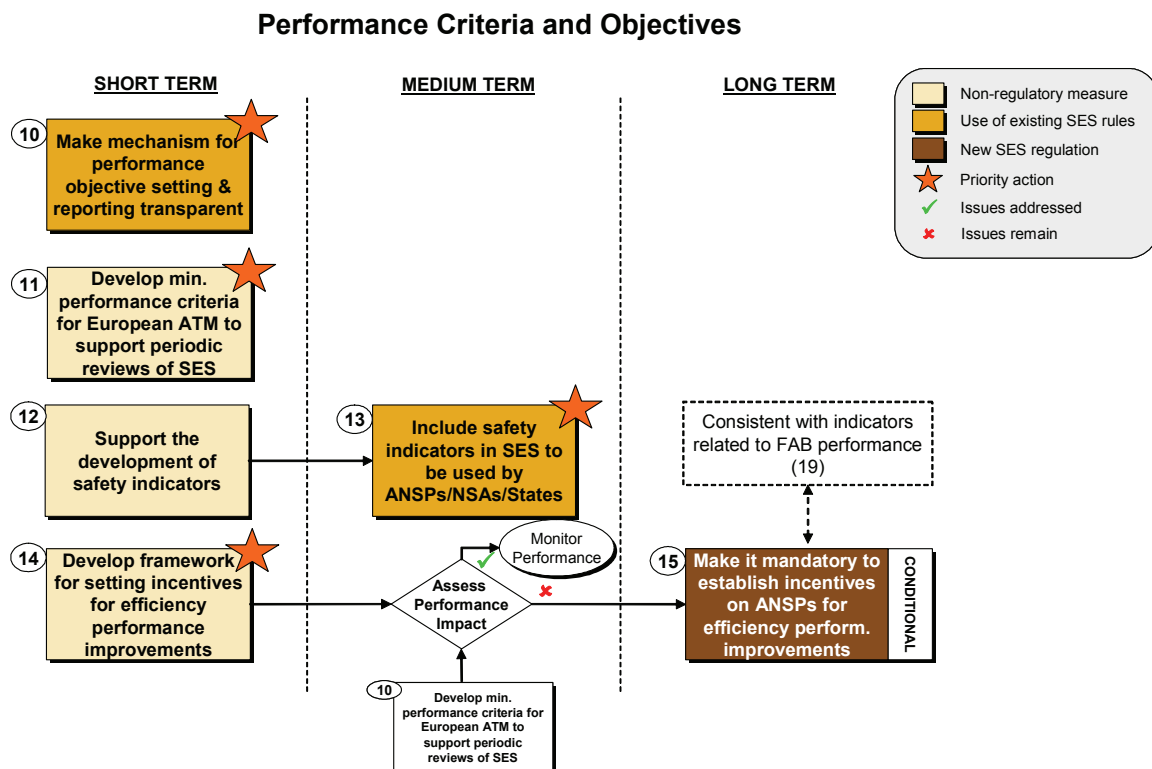 Performance Criteria and Objectives
SHORT TERM
MEDIUM TERM
LONG TERM
Non-regulatory measure
Use of existing SES rules
New SES regulation
Priority action
Issues addressed
Issues remain
10
Make mechanism for
performance
objective setting &
reporting transparent
11
Develop min.
performance criteria
for European ATM to
support periodic
reviews of SES
12
Support the
development of
safety indicators
13
Include safety
indicators in SES to
be used by
ANSPs/NSAs/States
Consistent with indicators
related to FAB performance
(19)
14
Develop framework
for setting incentives
for efficiency
performance
improvements
Monitor
Performance
Assess
Performance
Impact
15
Make it mandatory to
establish incentives
on ANSPs for
efficiency perform.
improvements
CONDITIONAL
10
Develop min.
performance criteria for
European ATM to
support periodic
reviews of SES